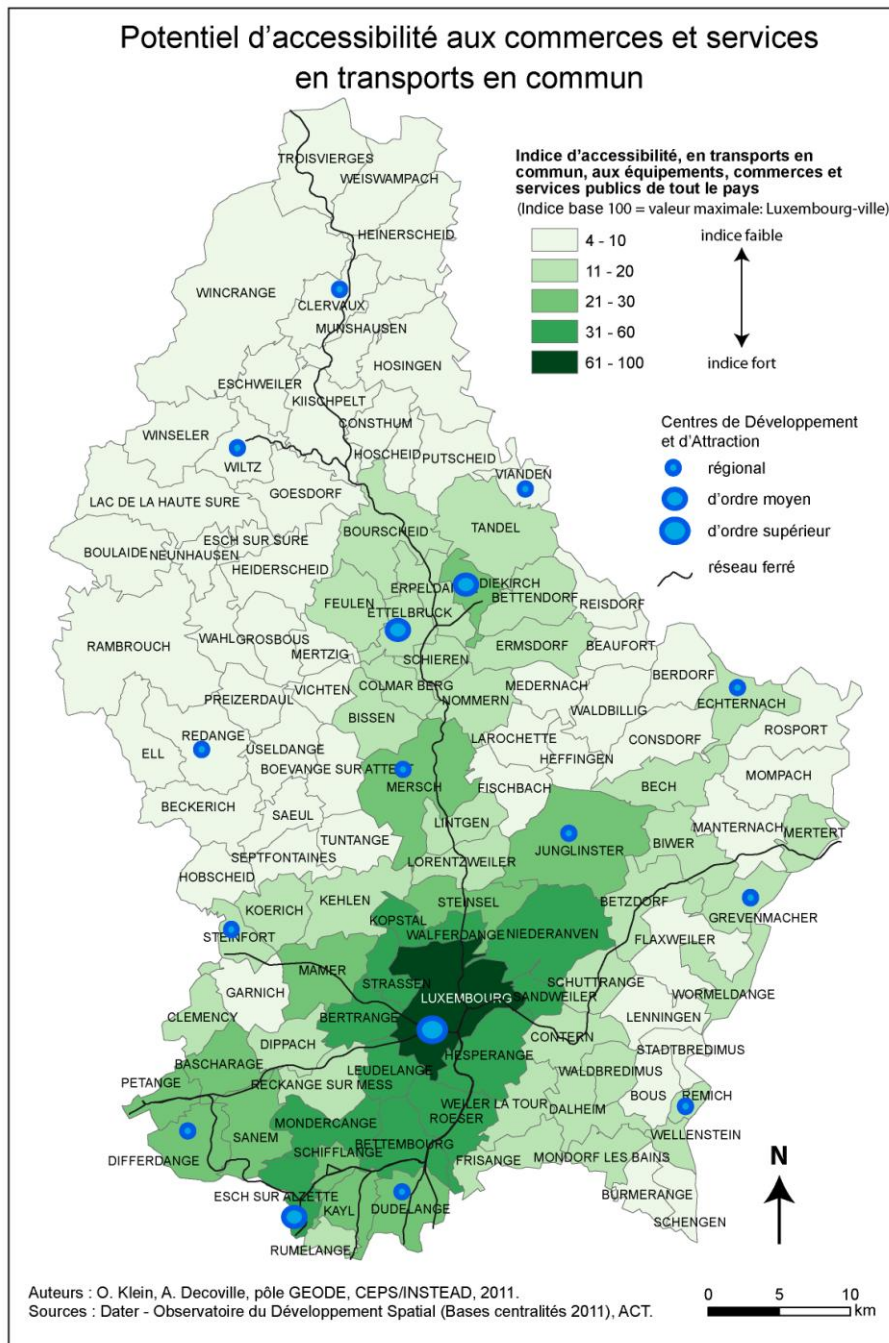 Potentiel d'accessibilité aux commerces et services
en transports en commun
Indice d'accessibilité, en transports en
commun, aux équipements, commerces et
services publics de tout le pays
(Indice base 100 = valeur maximale: Luxembourg-ville)
4 - 10
indice faible
11 - 20
21 - 30
31 - 60
61 - 100
indice fort
Centres de Développement
et d'Attraction
régional
d'ordre moyen
d'ordre supérieur
réseau ferré
TROISVIERGES
WEISWAMPACH
HEINERSCHEID
WINCRANGE
CLERVAUX
MUNSHAUSEN
HOSINGEN
ESCHWEILER
KIISCHPELT
CONSTHUM
WINSELER
HOSCHEID
PUTSCHEID
WILTZ
VIANDEN
GOESDORF
LAC DE LA HAUTE SURE
TANDEL
BOURSCHEID
ESCH SUR SURE
BOULAIDE
NEUNHAUSEN
HEIDERSCHEID
ERPELDAN
DIEKIRCH
BETTENDORF
FEULEN
REISDORF
ETTELBRUCK
RAMBROUCH
WAHL
GROSBOUS
ERMSDORF
BEAUFORT
MERTZIG
SCHIEREN
BERDORF
VICHTEN
COLMAR BERG
MEDERNACH
PREIZERDAUL
NOMMERN
WALDBILLIG
ECHTERNACH
BISSEN
ROSPORT
REDANGE
LAROCHETTE
CONSDORF
ELL
USELDANGE
HEFFINGEN
BOEVANGE SUR ATTERT
BECH
MOMPACH
MERSCH
FISCHBACH
BECKERICH
SAEUL
LINTGEN
MANTERNACH
MERTERT
TUNTANGE
JUNGLINSTER
BIWER
SEPTFONTAINES
LORENTZWEILER
HOBSCHEID
KEHLEN
STEINSEL
BETZDORF
KOERICH
GREVENMACHER
KOPSTAL
STEINFORT
WALFERDANGE
NIEDERANVEN
FLAXWEILER
MAMER
STRASSEN
SCHUTTRANGE
GARNICH
LUXEMBOURG
SANDWEILER
WORMELDANGE
CLEMENCY
BERTRANGE
LENNINGEN
CONTERN
DIPPACH
STADTBREDIMUS
BASCHARAGE
HESPERANGE
LEUDELANGE
WALDBREDIMUS
PETANGE
RECKANGE SUR MESS
BOUS
REMICH
WEILER LA TOUR
DALHEIM
MONDERCANGE
ROESER
SANEM
WELLENSTEIN
BETTEMBOURG
SCHIFFLANGE
DIFFERDANGE
FRISANGE
MONDORF LES BAINS
ESCH SUR ALZETTE
KAYL
DUDELANGE
BÜRMERANGE
SCHENGEN
RUMELANGE
N
Auteurs : O. Klein, A. Decoville, pôle GEODE, CEPS/INSTEAD, 2011.
Sources : Dater - Observatoire du Développement Spatial (Bases centralités 2011), ACT.
0 5 10
km